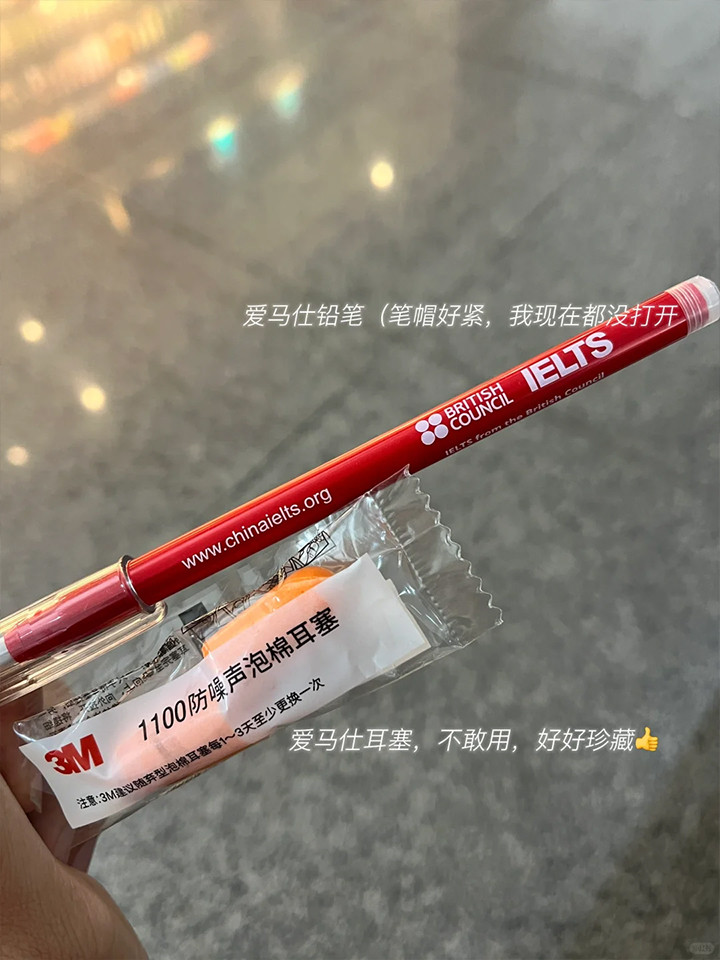 爱马仕铅笔（笔帽好紧，我现在都没打开
IELTS
BRITISH
COUNCIL
IELTS from the British Council
www.chinaielts.org
1100防噪声泡棉耳塞
3M
注意:3M建议随弃型泡棉耳塞每1~3天至少更换一次
爱马仕耳塞，不敢用，好好珍藏👍